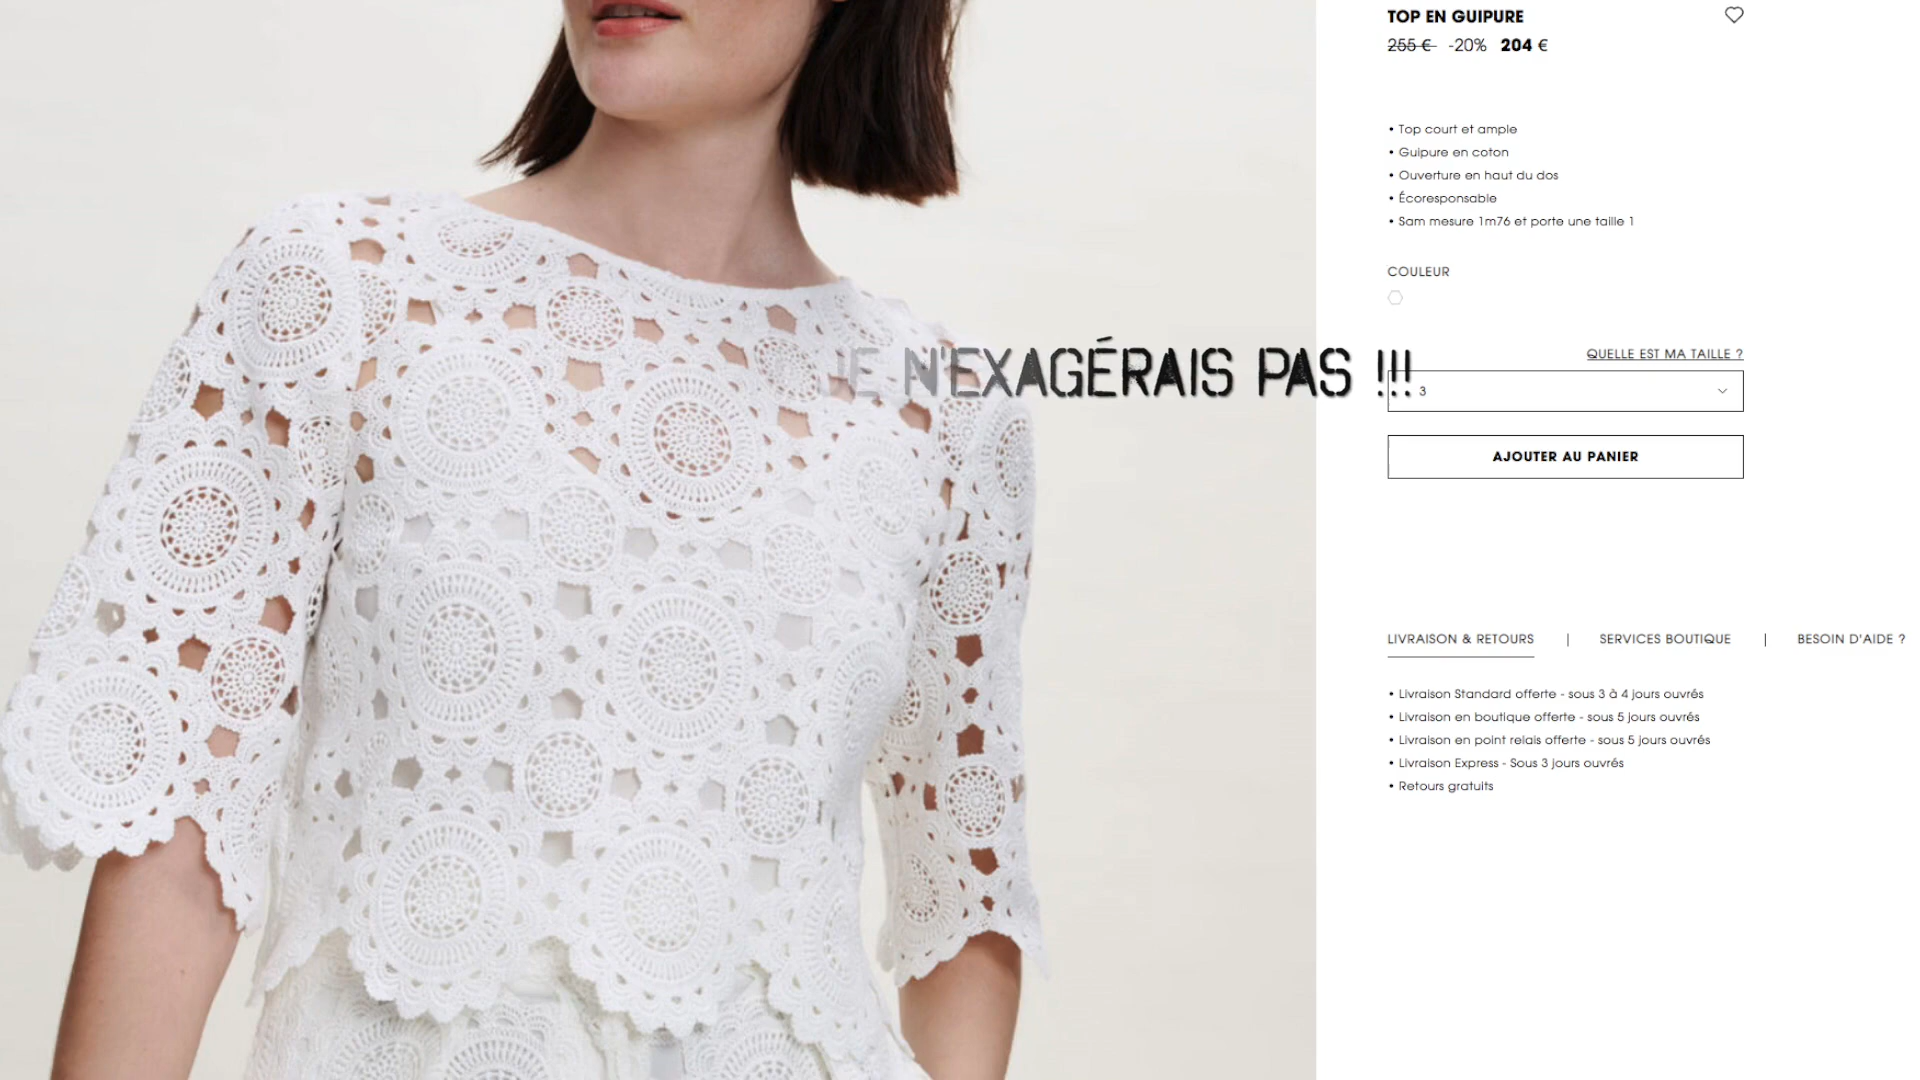 TOP EN GUIPURE
255 € -20% 204 €
• Top court et ample
• Guipure en coton
• Ouverture en haut du dos
• Écoresponsable
• Sam mesure 1m76 et porte une taille 1
COULEUR
JE N'EXAGÉRAIS PAS !!!
QUELLE EST MA TAILLE ?
3
AJOUTER AU PANIER
LIVRAISON & RETOURS | SERVICES BOUTIQUE | BESOIN D'AIDE ?
• Livraison Standard offerte - sous 3 à 4 jours ouvrés
• Livraison en boutique offerte - sous 5 jours ouvrés
• Livraison en point relais offerte - sous 5 jours ouvrés
• Livraison Express - Sous 3 jours ouvrés
• Retours gratuits